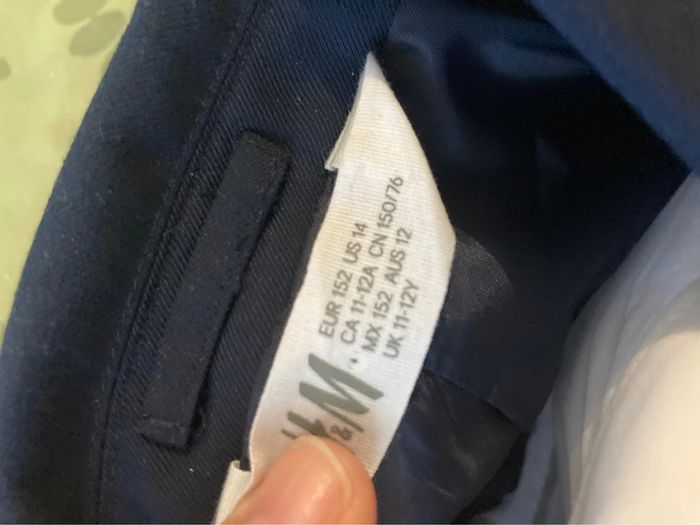 H&M
EUR 152 US 14
CA 11-12A CN 150/76
MX 152 AUS 12
UK 11-12Y